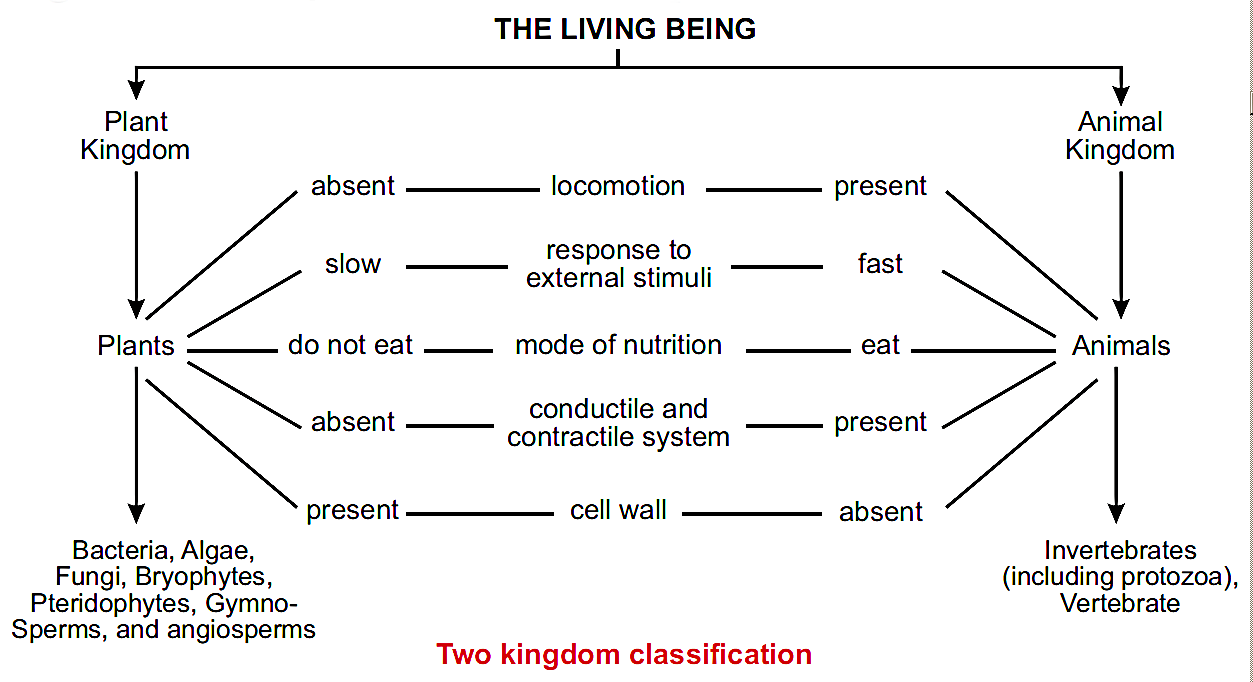 THE LIVING BEING
Plant
Kingdom
Animal
Kingdom
absent locomotion present
slow response to
external stimuli fast
Plants do not eat mode of nutrition eat Animals
absent conductile and
contractile system present
present cell wall absent
Bacteria, Algae,
Fungi, Bryophytes,
Pteridophytes, Gymno-
Sperms, and angiosperms
Invertebrates
(including protozoa),
Vertebrate
Two kingdom classification